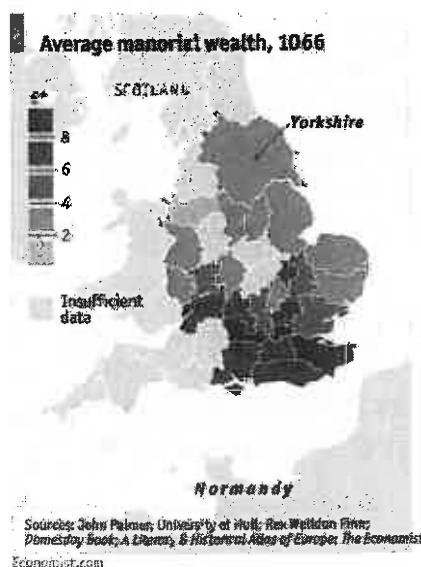 Average manorial wealth, 1066
SCOTLAND
Yorkshire
8
6
4
2
Insufficient
data
Normandy
Sources: John Palmer, University of Hull; Rex Welldon Finn;
Domesday Book; A Literary & Historical Atlas of Europe; The Economist
Economist.com